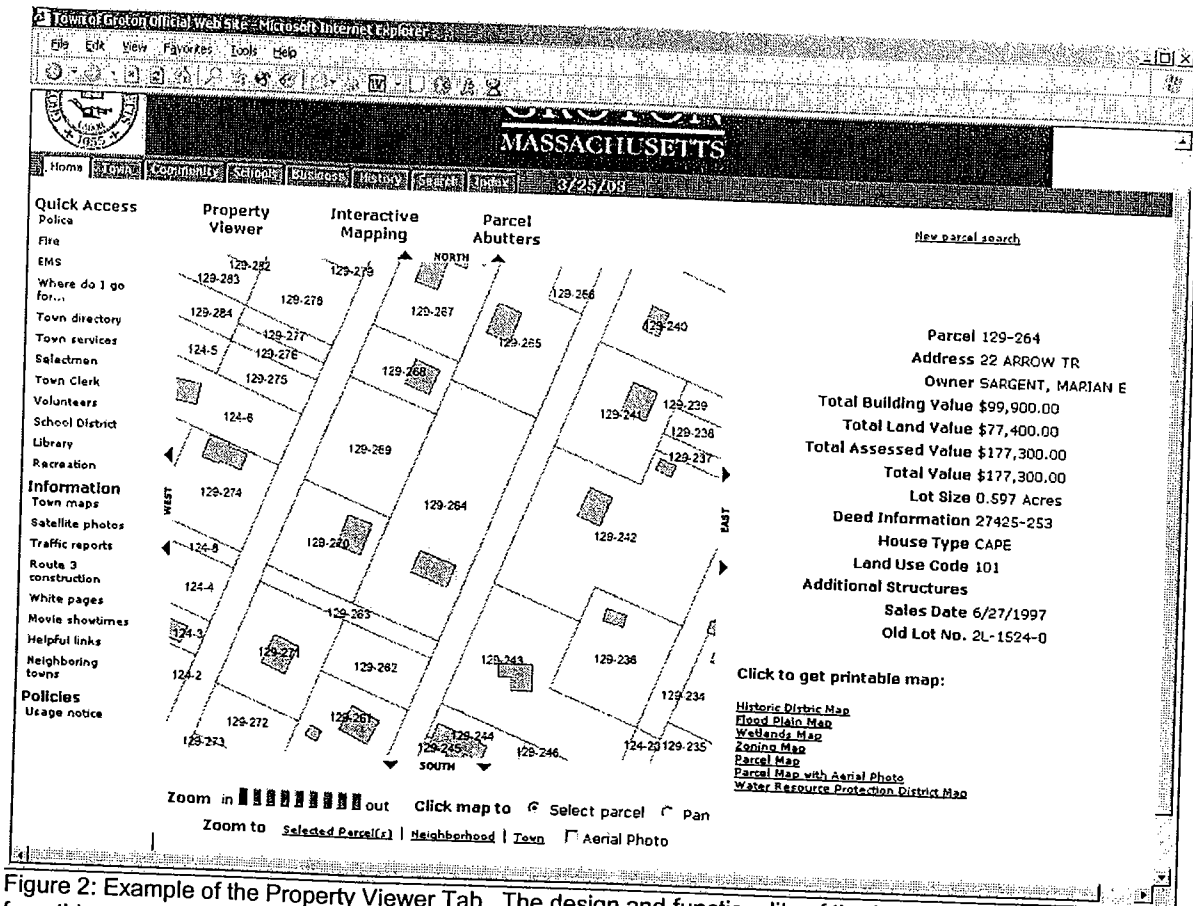 Town of Groton Official Web Site - Microsoft Internet Explorer
File Edit View Favorites Tools Help
1655
GROTON
MASSACHUSETTS
Home Town Community Schools Business History Search Index 3/25/03
Quick Access
Police
Fire
EMS
Where do I go
for...
Town directory
Town services
Selectmen
Town Clerk
Volunteers
School District
Library
Recreation
Information
Town maps
Satellite photos
Traffic reports
Route 3
construction
White pages
Movie showtimes
Helpful links
Neighboring
towns
Policies
Usage notice
Property
Viewer
Interactive
Mapping
Parcel
Abutters
NORTH
129-282
129-279
129-283
129-278
129-267
129-266
129-284
129-277
129-265
129-240
124-5
129-276
129-275
129-268
129-241
129-239
124-6
129-238
129-269
129-237
WEST
129-274
129-264
EAST
129-242
124-8
129-270
124-4
129-263
124-3
129-271
129-262
129-243
129-236
124-2
129-234
129-272
129-261
129-244
129-273
129-245
129-246
124-20
129-235
SOUTH
Zoom in out Click map to Select parcel Pan
Zoom to Selected Parcel(s) | Neighborhood | Town Aerial Photo
New parcel search
Parcel 129-264
Address 22 ARROW TR
Owner SARGENT, MARIAN E
Total Building Value $99,900.00
Total Land Value $77,400.00
Total Assessed Value $177,300.00
Total Value $177,300.00
Lot Size 0.597 Acres
Deed Information 27425-253
House Type CAPE
Land Use Code 101
Additional Structures
Sales Date 6/27/1997
Old Lot No. 2L-1524-0
Click to get printable map:
Historic Distric Map
Flood Plain Map
Wetlands Map
Zoning Map
Parcel Map
Parcel Map with Aerial Photo
Water Resource Protection District Map
Figure 2: Example of the Property Viewer Tab. The design and functionality of the